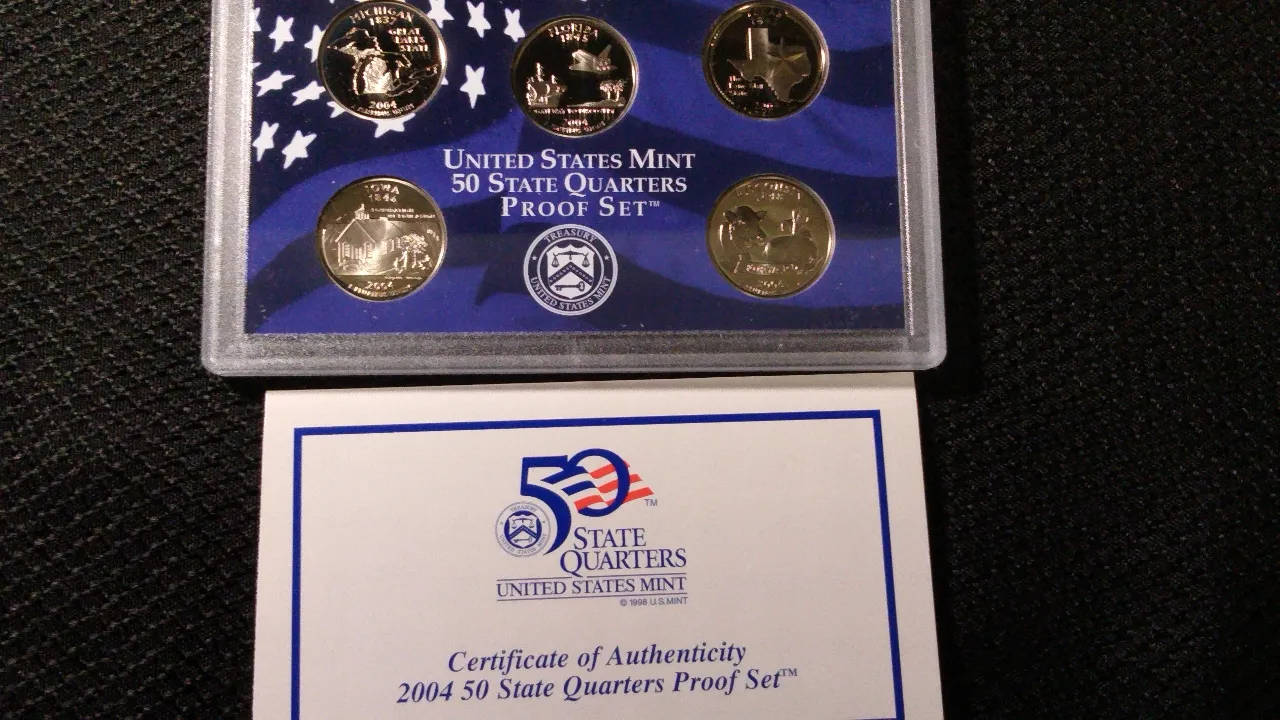 MICHIGAN
1837
GREAT
LAKES
STATE
2004
FLORIDA
1845
2004
IOWA
1846
2004
2004
UNITED STATES MINT
50 STATE QUARTERS
PROOF SET™
TREASURY
UNITED STATES MINT
50
TM
TREASURY
STATE
QUARTERS
UNITED STATES MINT
© 1998 U.S. MINT
Certificate of Authenticity
2004 50 State Quarters Proof Set™